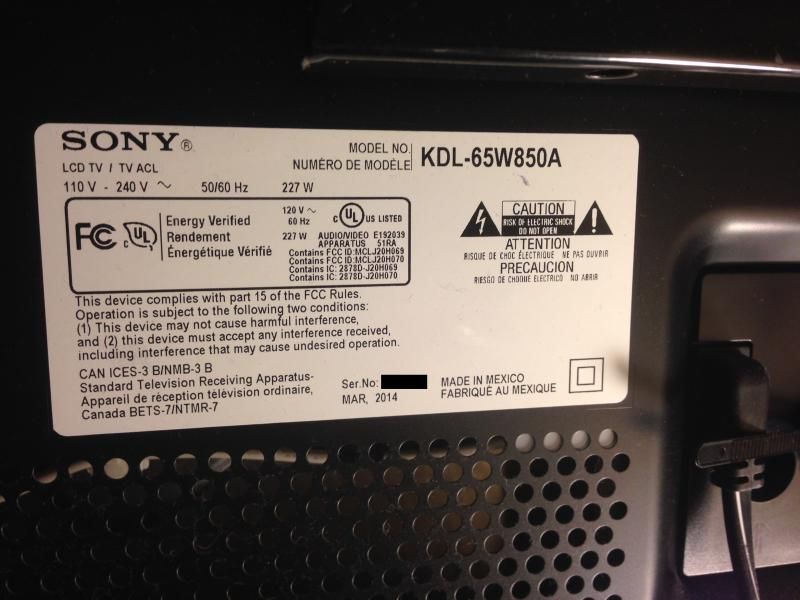 SONY®
MODEL NO.
NUMÉRO DE MODÈLE
KDL-65W850A
LCD TV / TV ACL
110 V - 240 V ~ 50/60 Hz 227 W
FC
c UL
Energy Verified
Rendement
Énergétique Vérifié
120 V ~
60 Hz
227 W
c UL US LISTED
AUDIO/VIDEO E192039
APPARATUS 51RA
Contains FCC ID:MCLJ20H069
Contains FCC ID:MCLJ20H070
Contains IC: 2878D-J20H069
Contains IC: 2878D-J20H070
CAUTION
RISK OF ELECTRIC SHOCK
DO NOT OPEN
ATTENTION
RISQUE DE CHOC ÉLECTRIQUE NE PAS OUVRIR
PRECAUCION
RIESGO DE CHOQUE ELECTRICO NO ABRIR
This device complies with part 15 of the FCC Rules.
Operation is subject to the following two conditions:
(1) This device may not cause harmful interference,
and (2) this device must accept any interference received,
including interference that may cause undesired operation.
CAN ICES-3 B/NMB-3 B
Standard Television Receiving Apparatus-
Appareil de réception télévision ordinaire,
Canada BETS-7/NTMR-7
Ser.No:
MAR, 2014
MADE IN MEXICO
FABRIQUÉ AU MEXIQUE